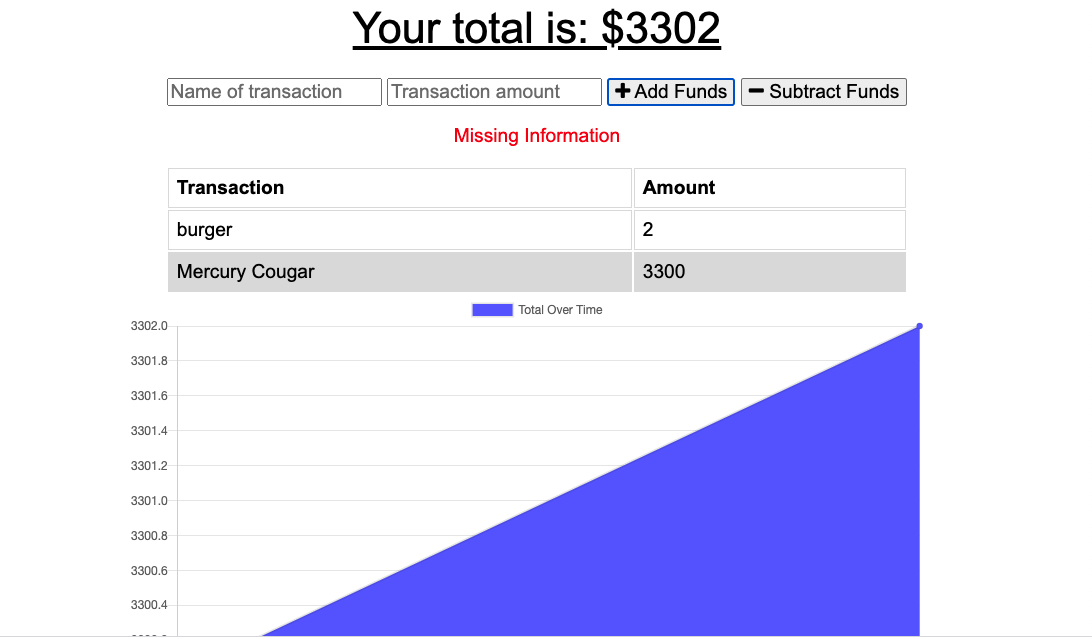 Your total is: $3302
Name of transaction Transaction amount Add Funds Subtract Funds
Missing Information
Transaction Amount
burger 2
Mercury Cougar 3300
Total Over Time
3302.0
3301.8
3301.6
3301.4
3301.2
3301.0
3300.8
3300.6
3300.4